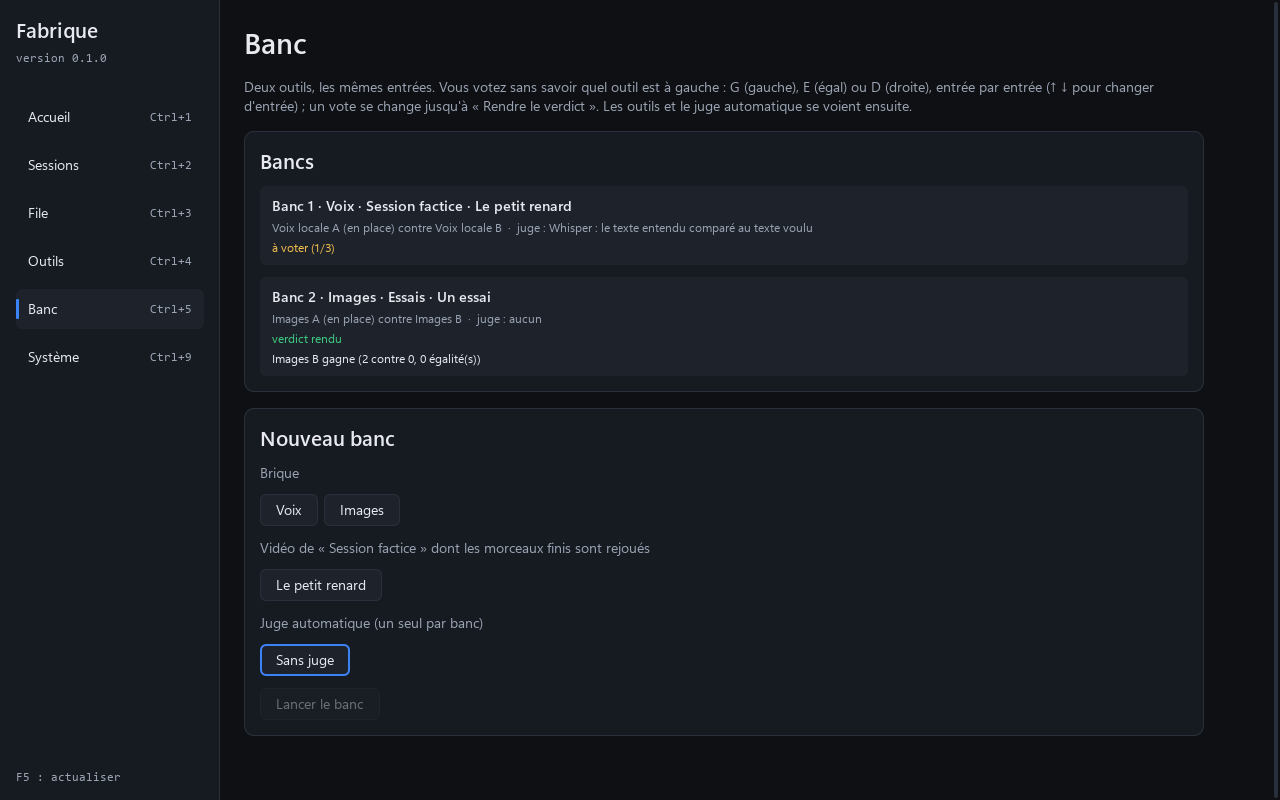 Fabrique
version 0.1.0
Accueil Ctrl+1
Sessions Ctrl+2
File Ctrl+3
Outils Ctrl+4
Banc Ctrl+5
Système Ctrl+9
F5 : actualiser
Banc
Deux outils, les mêmes entrées. Vous votez sans savoir quel outil est à gauche : G (gauche), E (égal) ou D (droite), entrée par entrée (↑ ↓ pour changer
d'entrée) ; un vote se change jusqu'à « Rendre le verdict ». Les outils et le juge automatique se voient ensuite.
Bancs
Banc 1 · Voix · Session factice · Le petit renard
Voix locale A (en place) contre Voix locale B · juge : Whisper : le texte entendu comparé au texte voulu
à voter (1/3)
Banc 2 · Images · Essais · Un essai
Images A (en place) contre Images B · juge : aucun
verdict rendu
Images B gagne (2 contre 0, 0 égalité(s))
Nouveau banc
Brique
Voix Images
Vidéo de « Session factice » dont les morceaux finis sont rejoués
Le petit renard
Juge automatique (un seul par banc)
Sans juge
Lancer le banc